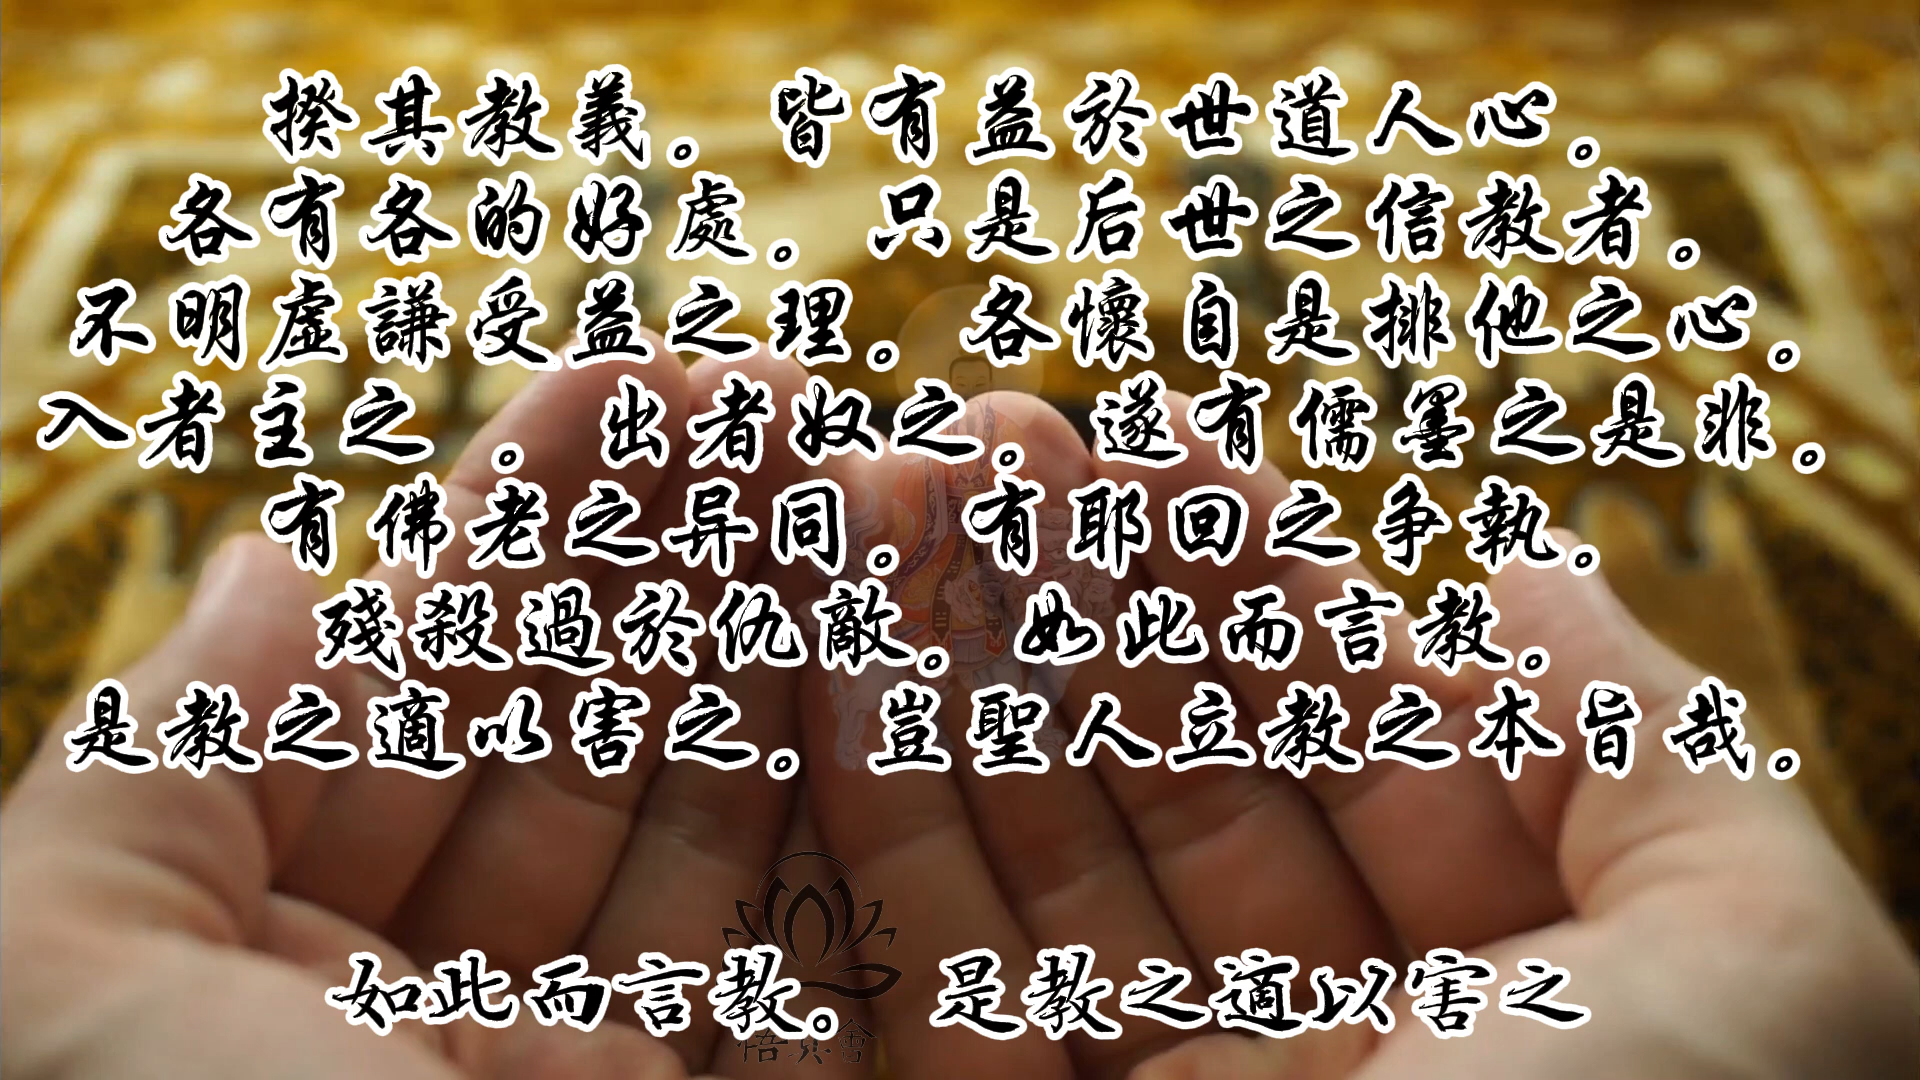 揆其教義。皆有益於世道人心。
各有各的好處。只是后世之信教者。
不明虛謙受益之理。各懷自是排他之心。
入者主之 。出者奴之。遂有儒墨之是非。
有佛老之异同。有耶回之争執。
殘殺過於仇敵。如此而言教。
是教之適以害之。豈聖人立教之本旨哉。
如此而言教。是教之適以害之
悟真會